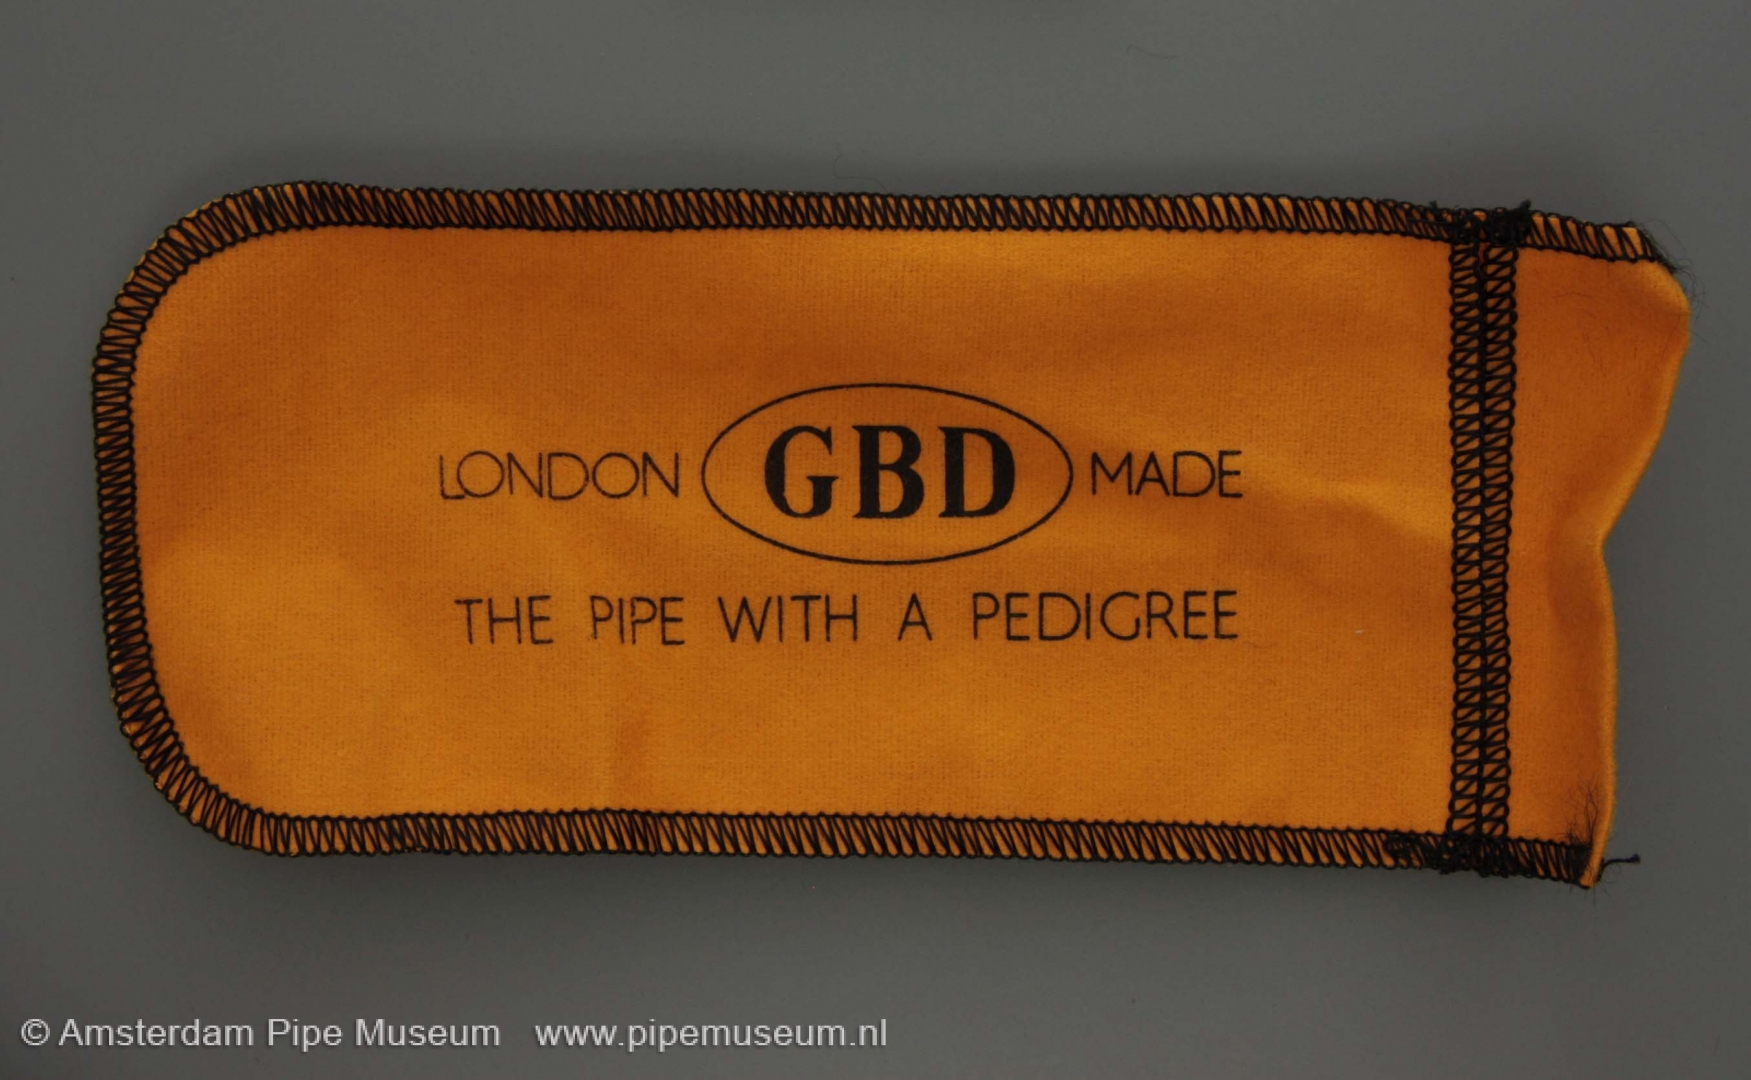 LONDON GBD MADE
THE PIPE WITH A PEDIGREE
© Amsterdam Pipe Museum www.pipemuseum.nl